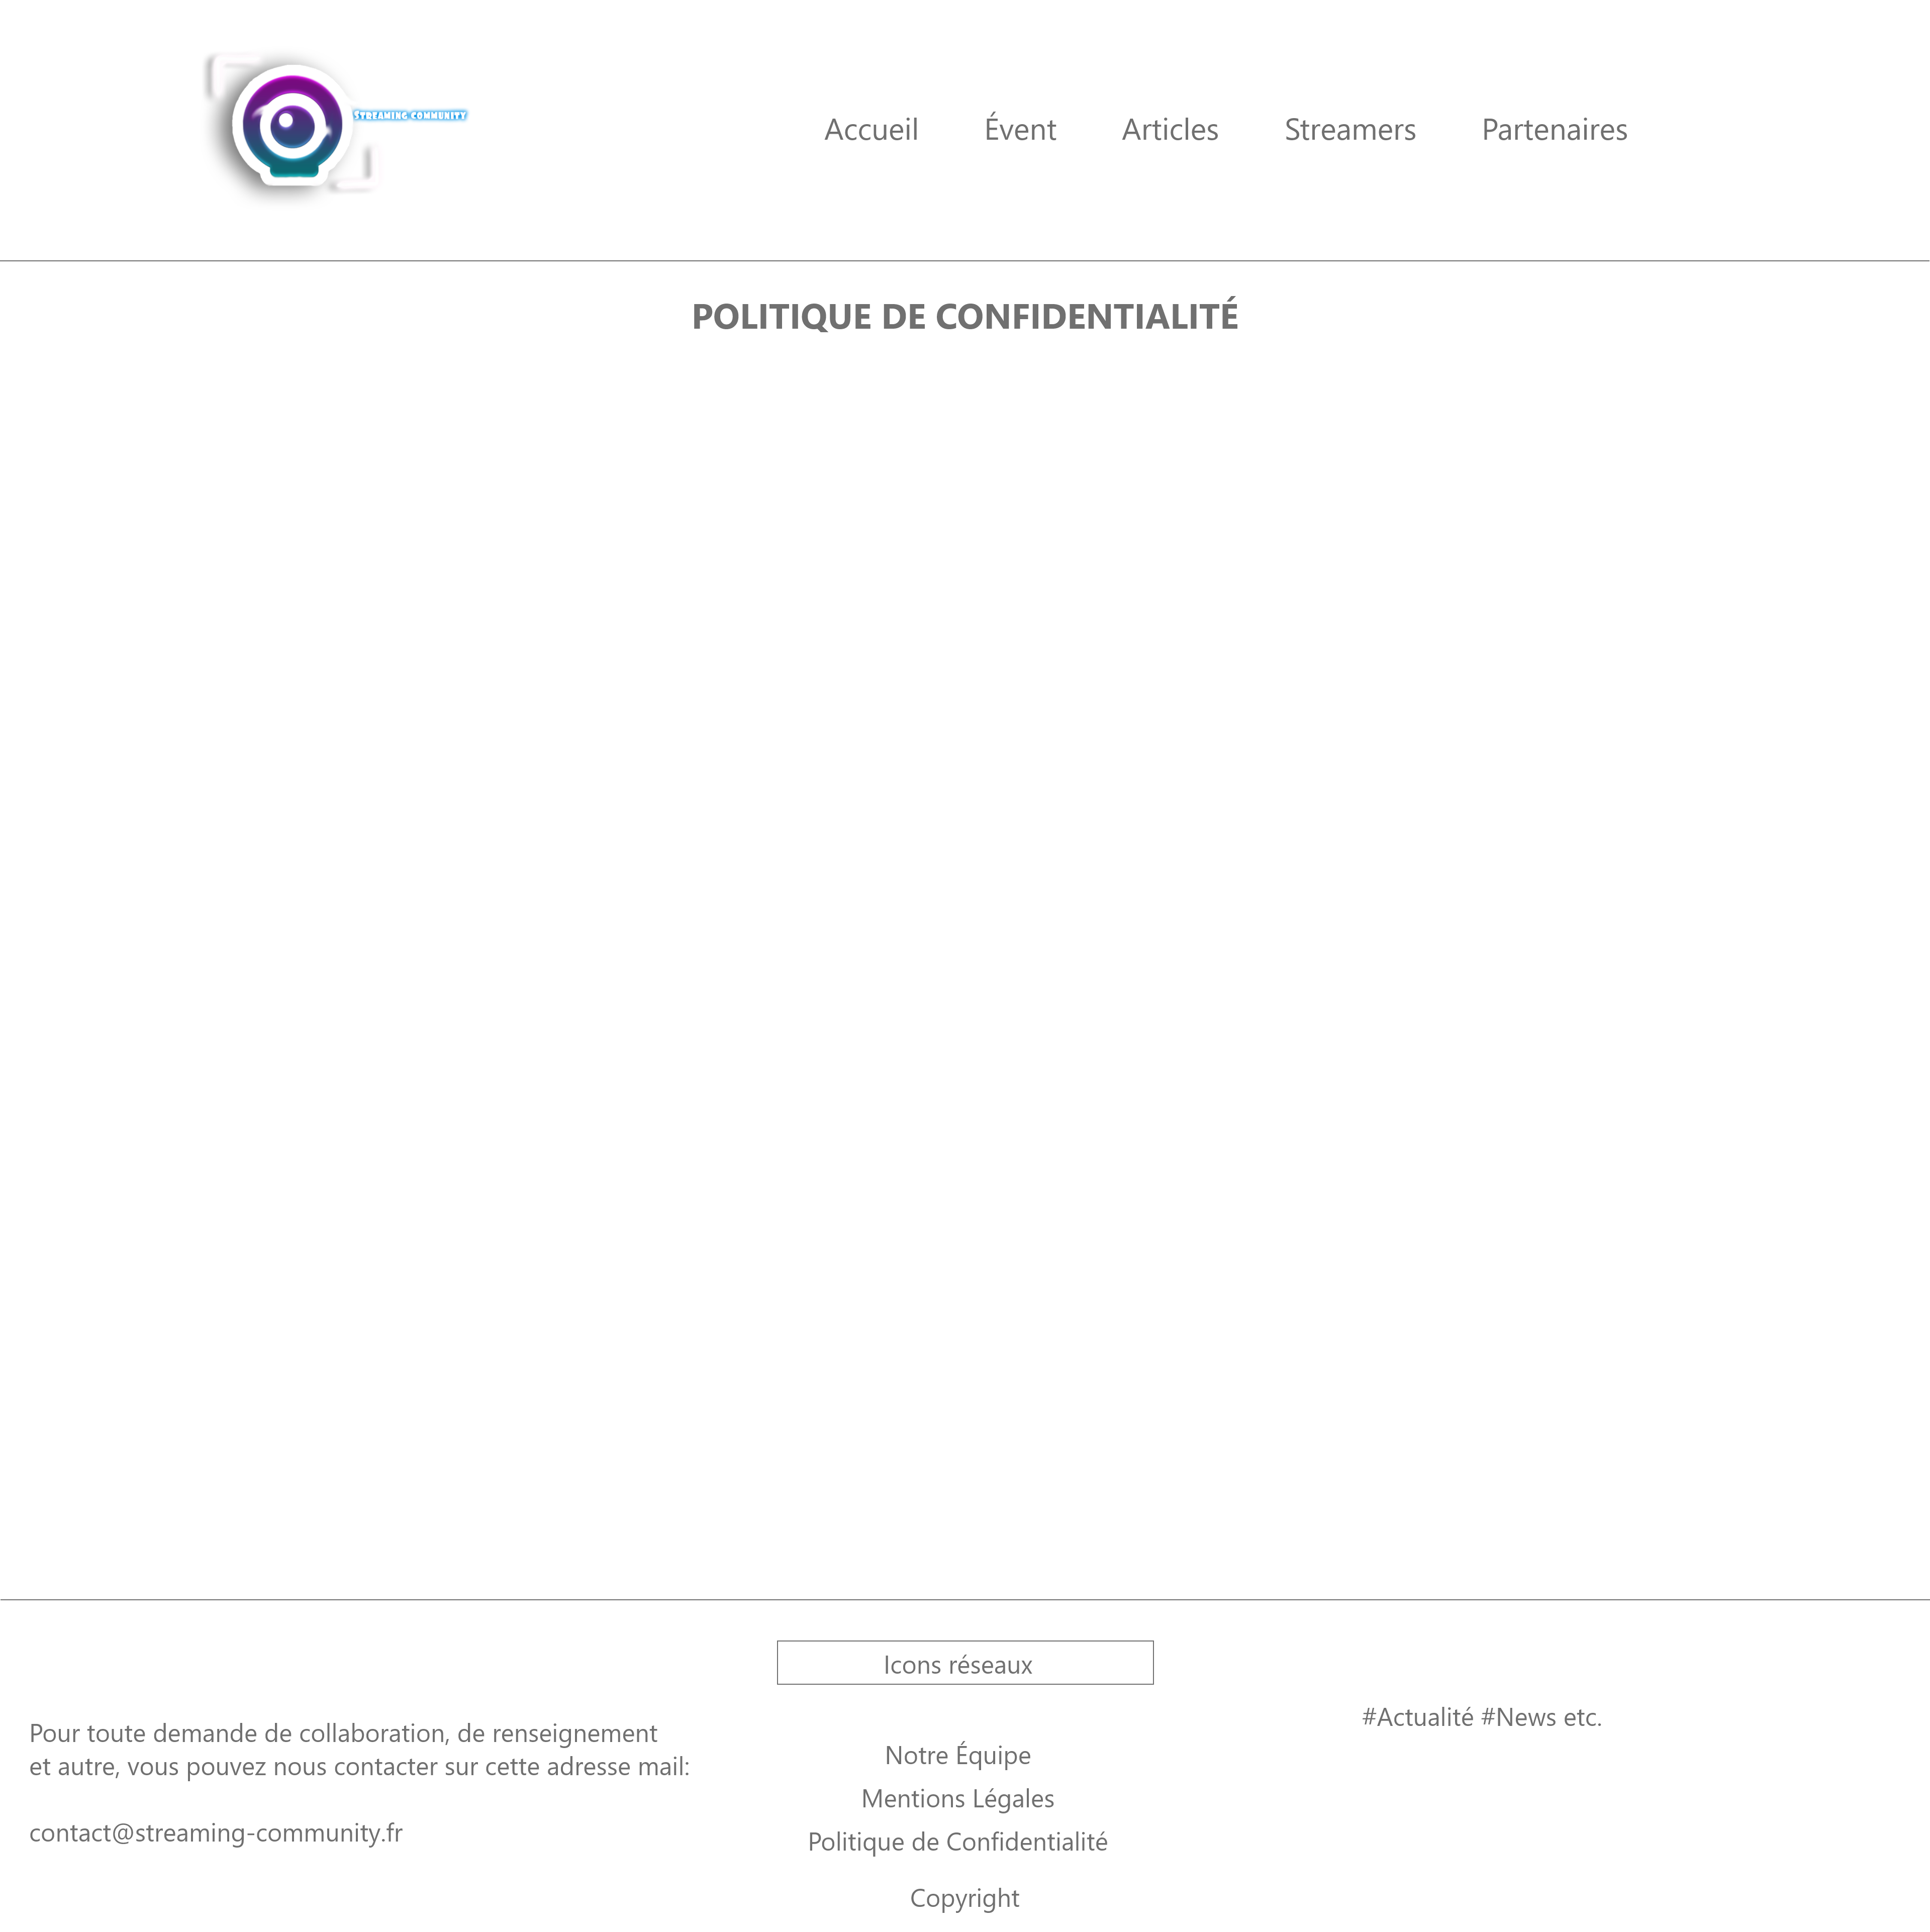 STREAMING COMMUNITY
Accueil
Évent
Articles
Streamers
Partenaires
POLITIQUE DE CONFIDENTIALITÉ
Icons réseaux
Pour toute demande de collaboration, de renseignement
et autre, vous pouvez nous contacter sur cette adresse mail:
contact@streaming-community.fr
Notre Équipe
Mentions Légales
Politique de Confidentialité
Copyright
#Actualité #News etc.